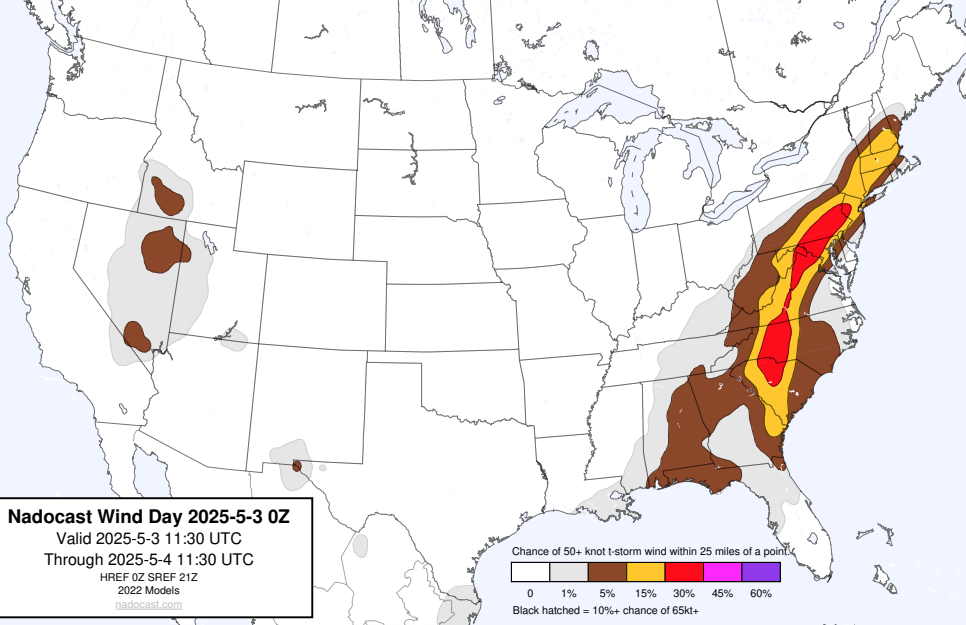 Nadocast Wind Day 2025-5-3 0Z
Valid 2025-5-3 11:30 UTC
Through 2025-5-4 11:30 UTC
HREF 0Z SREF 21Z
2022 Models
nadocast.com
Chance of 50+ knot t-storm wind within 25 miles of a point.
0 1% 5% 15% 30% 45% 60%
Black hatched = 10%+ chance of 65kt+